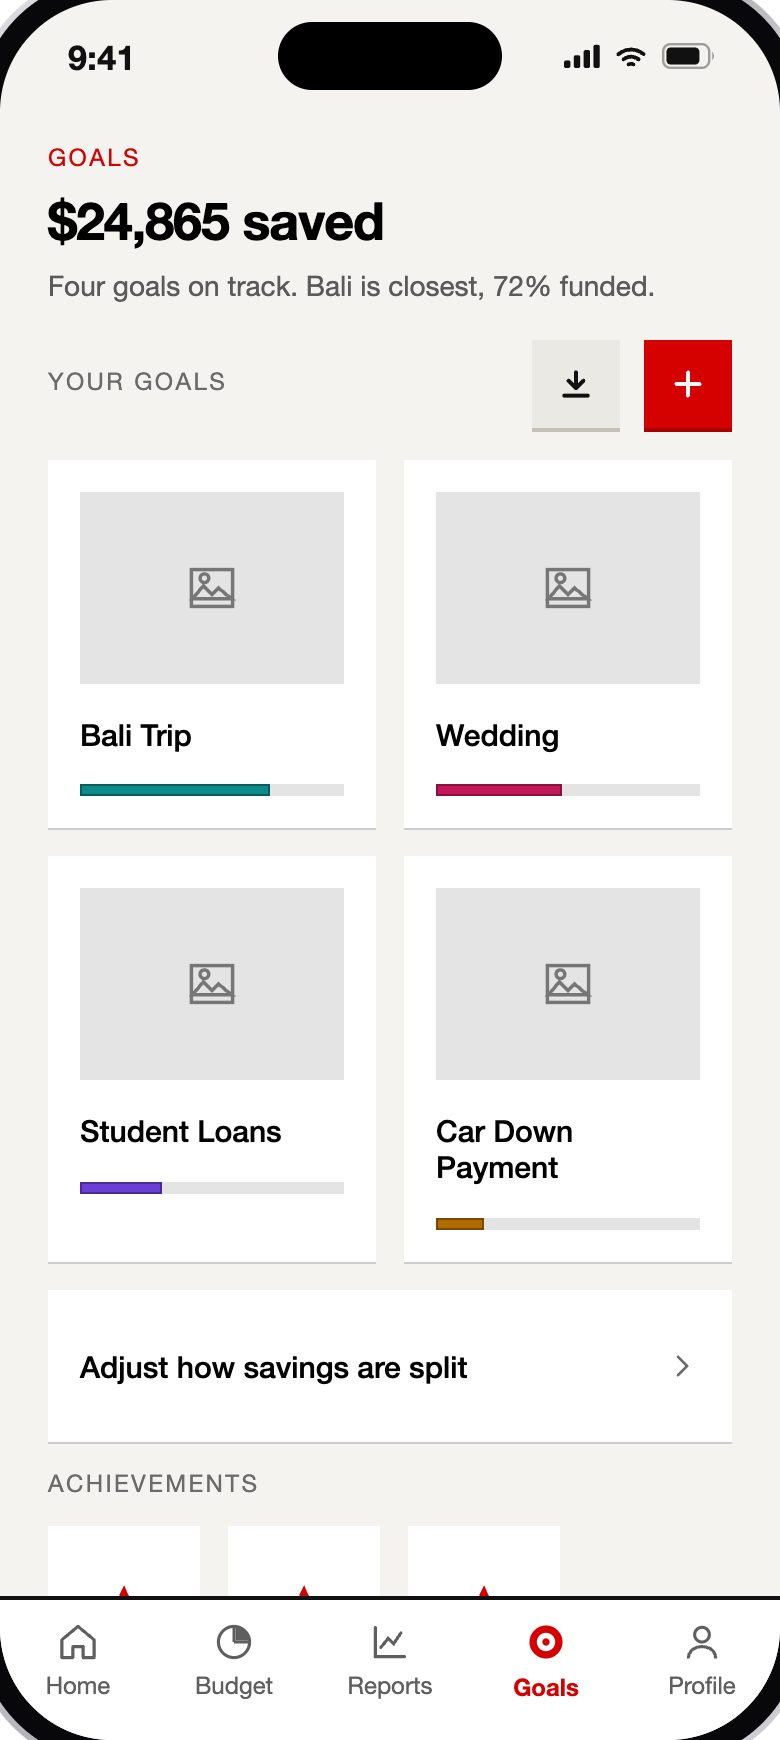 9:41
GOALS
$24,865 saved
Four goals on track. Bali is closest, 72% funded.
YOUR GOALS
Bali Trip
Wedding
Student Loans
Car Down
Payment
Adjust how savings are split
ACHIEVEMENTS
Home
Budget
Reports
Goals
Profile